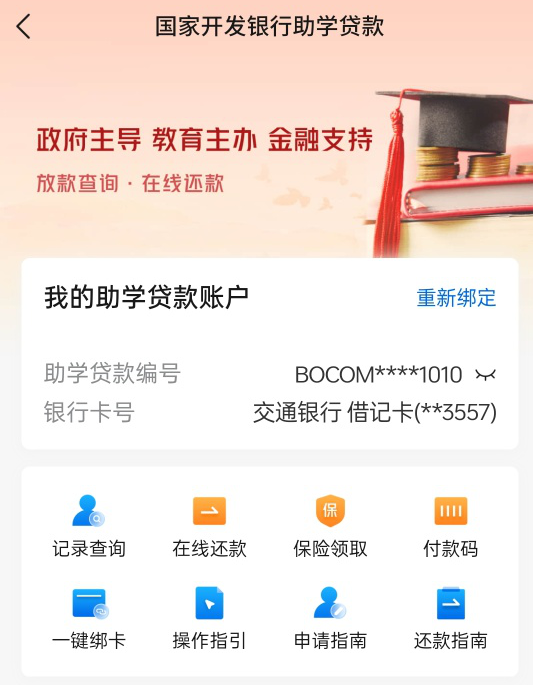 国家开发银行助学贷款
政府主导 教育主办 金融支持
放款查询·在线还款
我的助学贷款账户
重新绑定
助学贷款编号
BOCOM****1010
银行卡号
交通银行 借记卡(**3557)
记录查询
在线还款
保
保险领取
付款码
一键绑卡
操作指引
申请指南
还款指南